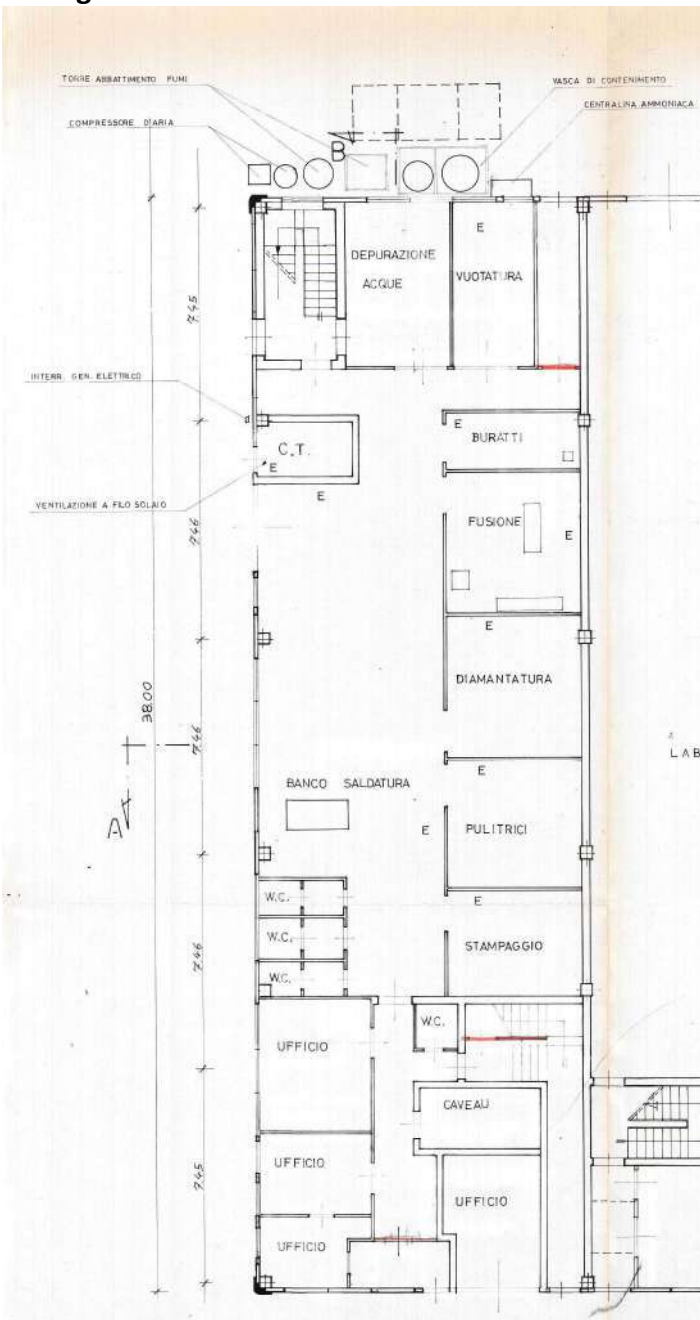 TORRE ABBATTIMENTO FUMI
VASCA DI CONTENIMENTO
CENTRALINA AMMONIACA
COMPRESSORE D'ARIA
B
DEPURAZIONE
ACQUE
E
VUOTATURA
7.45
INTERR. GEN. ELETTRICO
C.T.
E
E
E
BURATTI
VENTILAZIONE A FILO SOLAIO
7.46
FUSIONE
E
E
DIAMANTATURA
38.00
7.46
LAB
BANCO SALDATURA
E
A
E
PULITRICI
W.C.
E
W.C.
7.46
STAMPAGGIO
W.C.
W.C.
UFFICIO
CAVEAU
UFFICIO
7.45
UFFICIO
UFFICIO